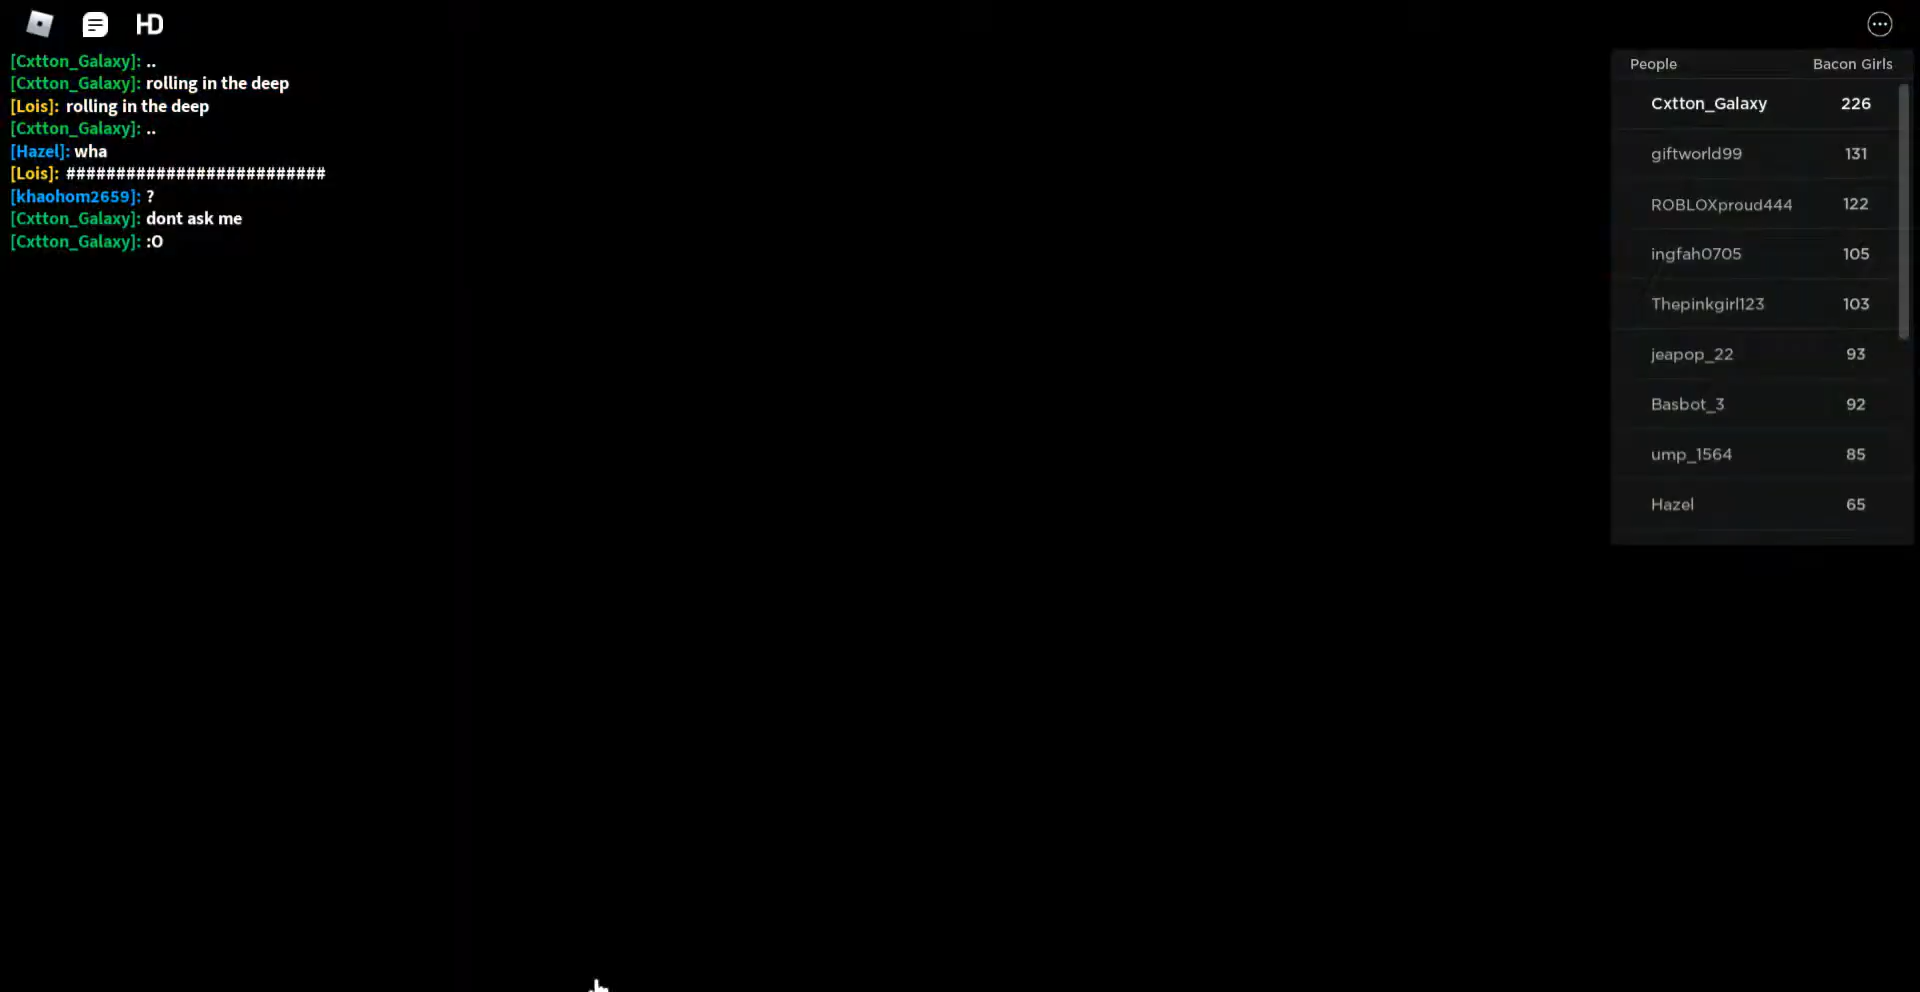 HD
[Cxtton_Galaxy]: ..
[Cxtton_Galaxy]: rolling in the deep
[Lois]: rolling in the deep
[Cxtton_Galaxy]: ..
[Hazel]: wha
[Lois]: ##########################
[khaohom2659]: ?
[Cxtton_Galaxy]: dont ask me
[Cxtton_Galaxy]: :O
People Bacon Girls
Cxtton_Galaxy 226
giftworld99 131
ROBLOXproud444 122
ingfah0705 105
Thepinkgirl123 103
jeapop_22 93
Basbot_3 92
ump_1564 85
Hazel 65